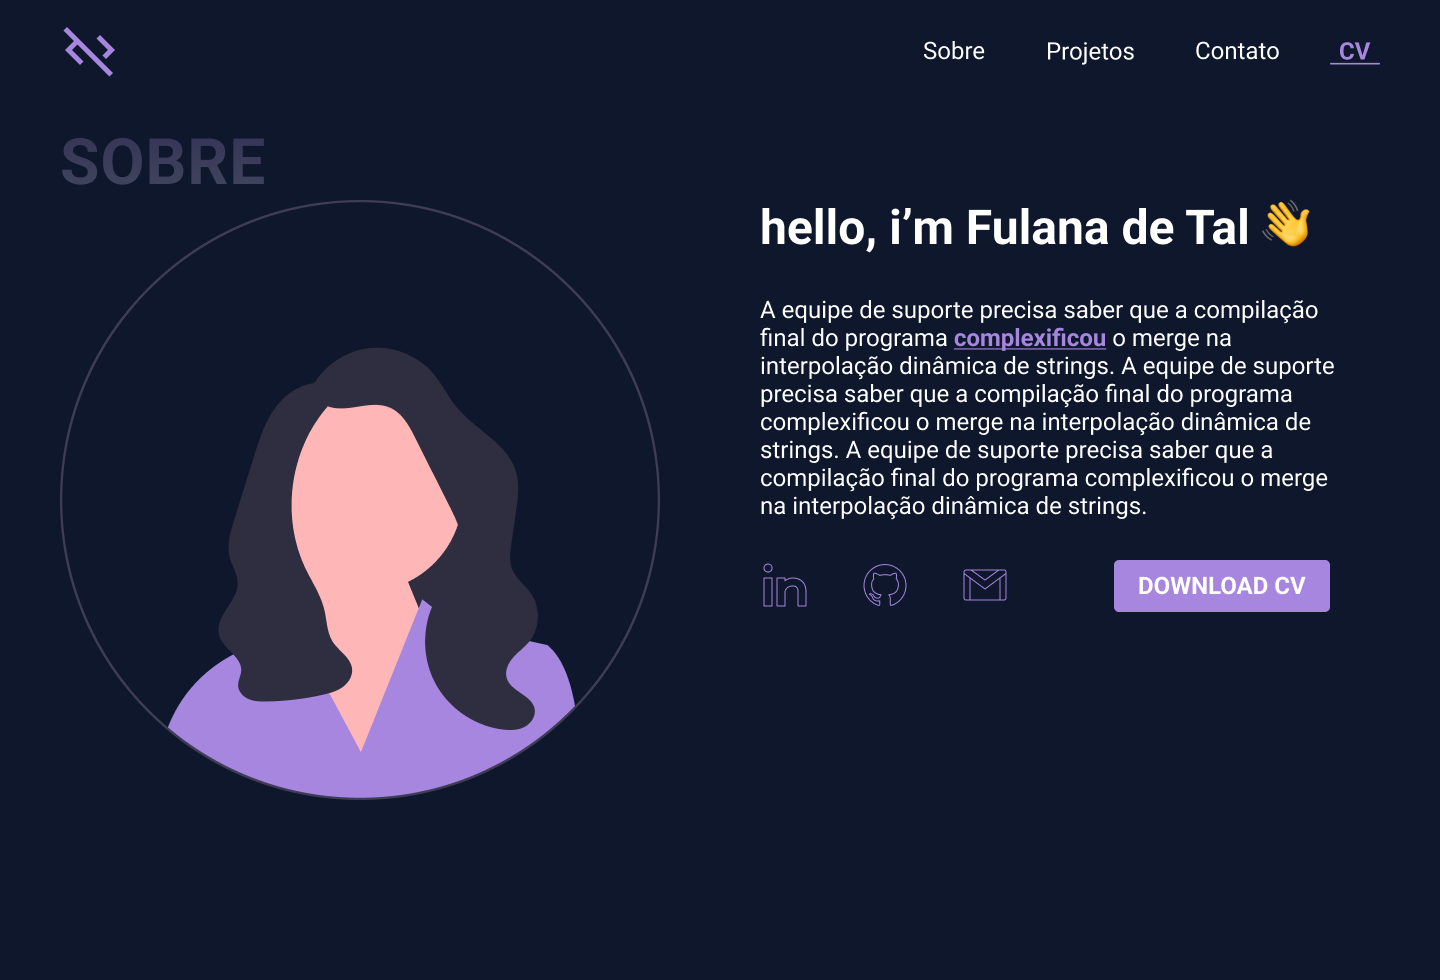 Sobre Projetos Contato CV
SOBRE
hello, i’m Fulana de Tal 👋
A equipe de suporte precisa saber que a compilação
final do programa complexificou o merge na
interpolação dinâmica de strings. A equipe de suporte
precisa saber que a compilação final do programa
complexificou o merge na interpolação dinâmica de
strings. A equipe de suporte precisa saber que a
compilação final do programa complexificou o merge
na interpolação dinâmica de strings.
in
DOWNLOAD CV